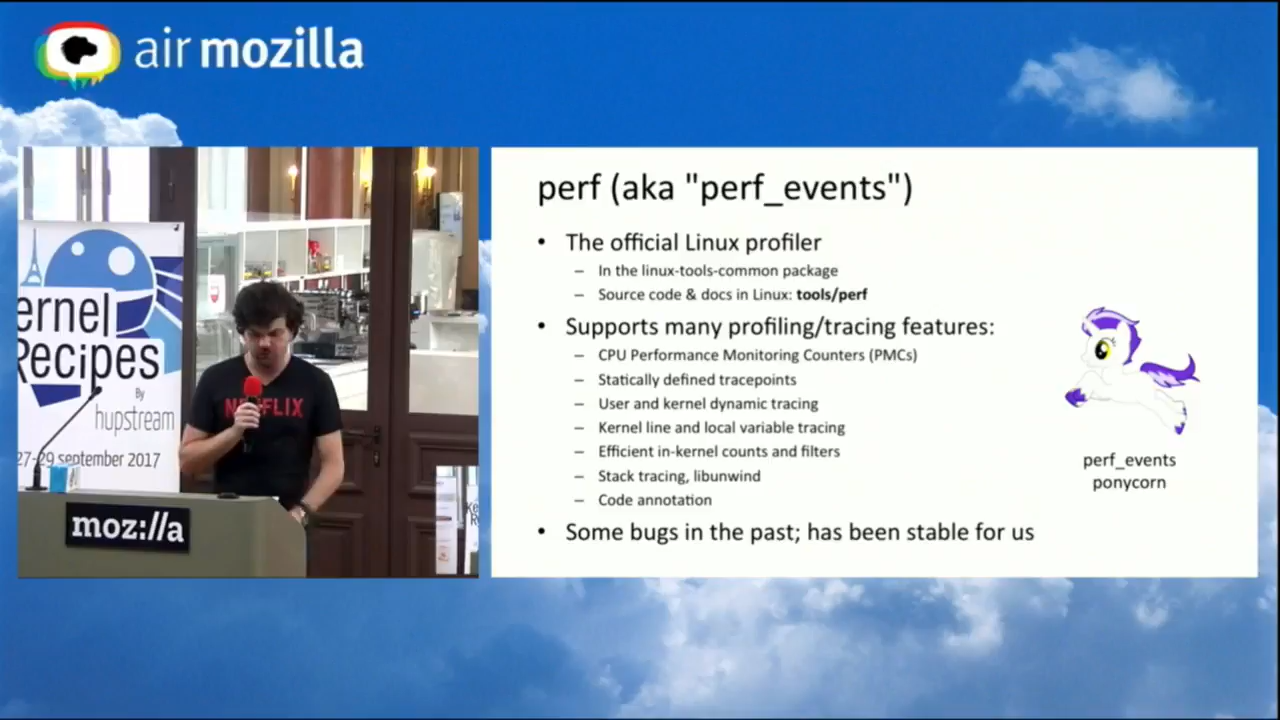 air mozilla
perf (aka "perf_events")
• The official Linux profiler
– In the linux-tools-common package
– Source code & docs in Linux: tools/perf
• Supports many profiling/tracing features:
– CPU Performance Monitoring Counters (PMCs)
– Statically defined tracepoints
– User and kernel dynamic tracing
– Kernel line and local variable tracing
– Efficient in-kernel counts and filters
– Stack tracing, libunwind
– Code annotation
• Some bugs in the past; has been stable for us
perf_events
ponycorn
ernel
Recipes
By
hupstream
27-29 september 2017
NETFLIX
moz://a